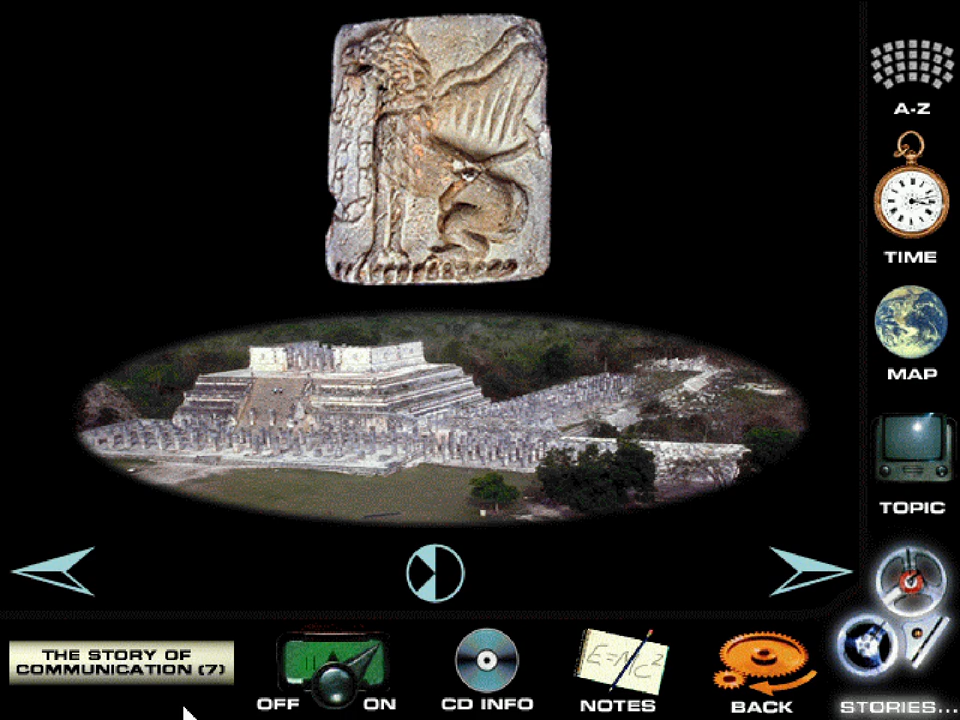 A-Z
TIME
MAP
TOPIC
THE STORY OF
COMMUNICATION (7)
OFF
ON
CD INFO
E=MC²
NOTES
BACK
STORIES...